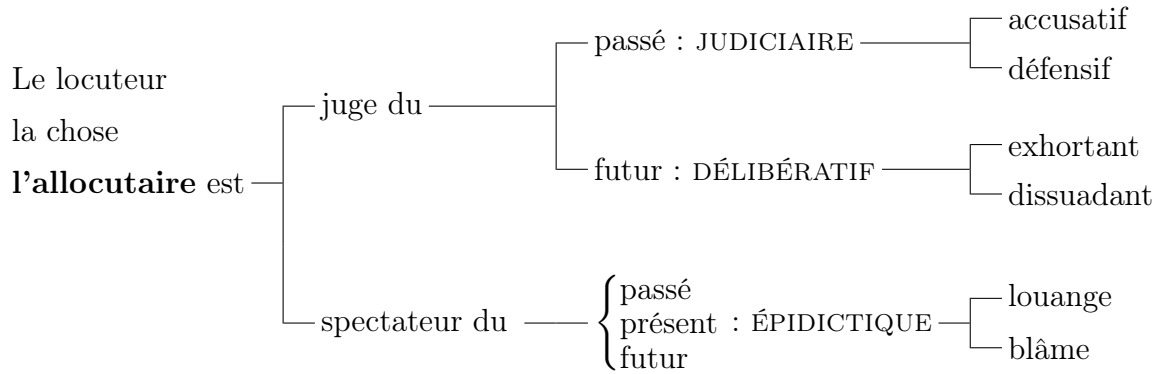 Le locuteur
la chose
l'allocutaire est
juge du
passé : JUDICIAIRE
accusatif
défensif
futur : DÉLIBÉRATIF
exhortant
dissuadant
spectateur du
passé
présent : ÉPIDICTIQUE
futur
louange
blâme